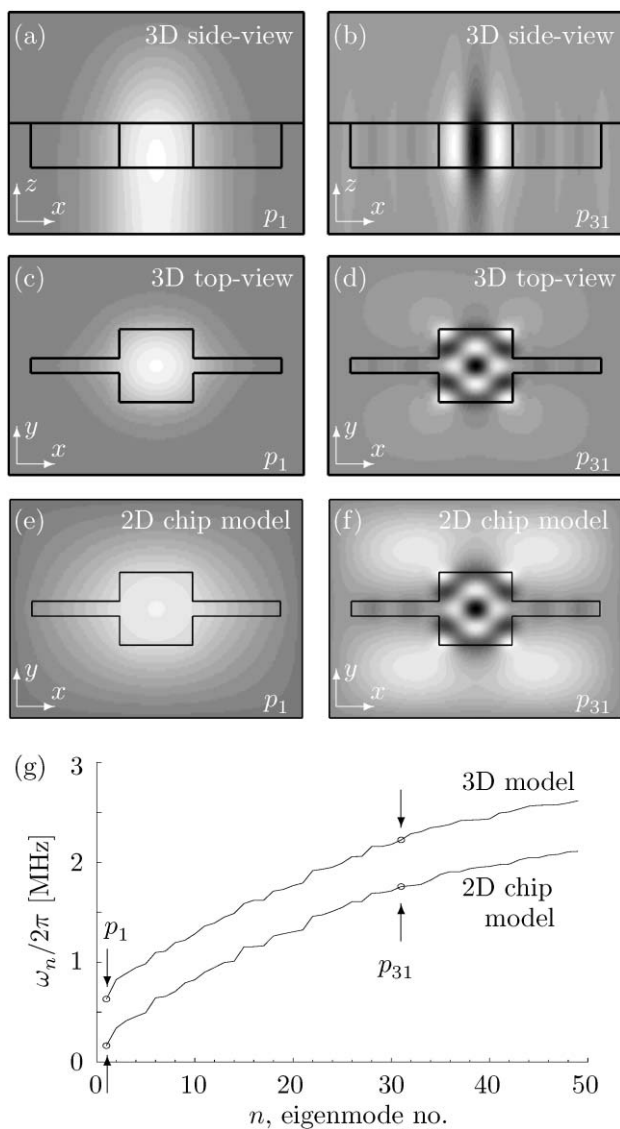 (a) 3D side-view
z
x
p₁
(b) 3D side-view
z
x
p₃₁
(c) 3D top-view
y
x
p₁
(d) 3D top-view
y
x
p₃₁
(e) 2D chip model
y
x
p₁
(f) 2D chip model
y
x
p₃₁
(g)
3
2
1
0
ωₙ/2π [MHz]
3D model
2D chip
model
p₁
p₃₁
0 10 20 30 40 50
n, eigenmode no.